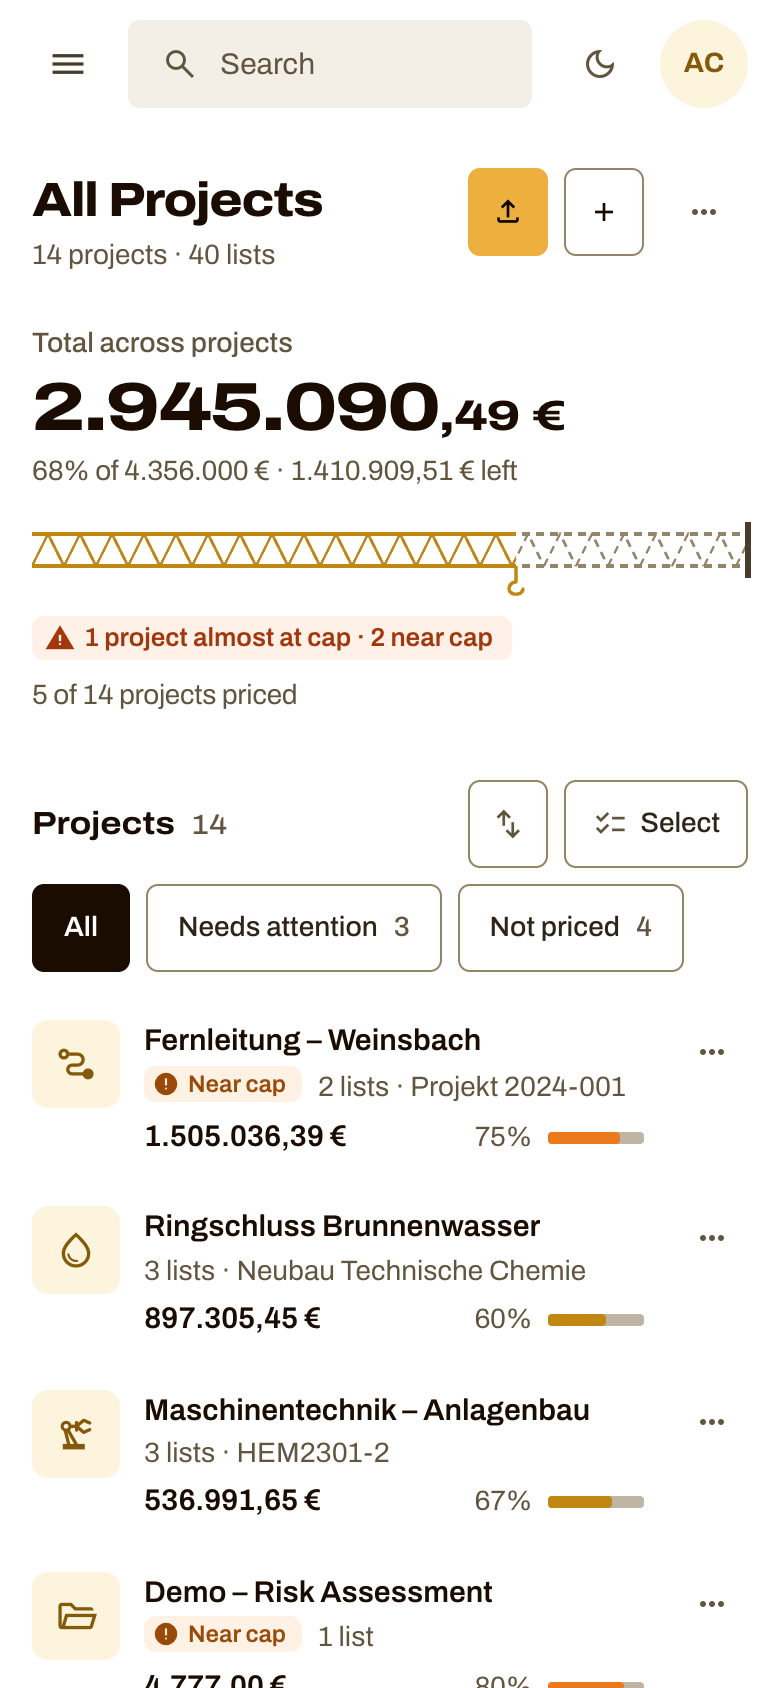 Search
AC
All Projects
14 projects · 40 lists
Total across projects
2.945.090,49 €
68% of 4.356.000 € · 1.410.909,51 € left
1 project almost at cap · 2 near cap
5 of 14 projects priced
Projects 14
Select
All
Needs attention 3
Not priced 4
Fernleitung – Weinsbach
Near cap 2 lists · Projekt 2024-001
1.505.036,39 € 75%
Ringschluss Brunnenwasser
3 lists · Neubau Technische Chemie
897.305,45 € 60%
Maschinentechnik – Anlagenbau
3 lists · HEM2301-2
536.991,65 € 67%
Demo – Risk Assessment
Near cap 1 list
4.777,00 € 80%